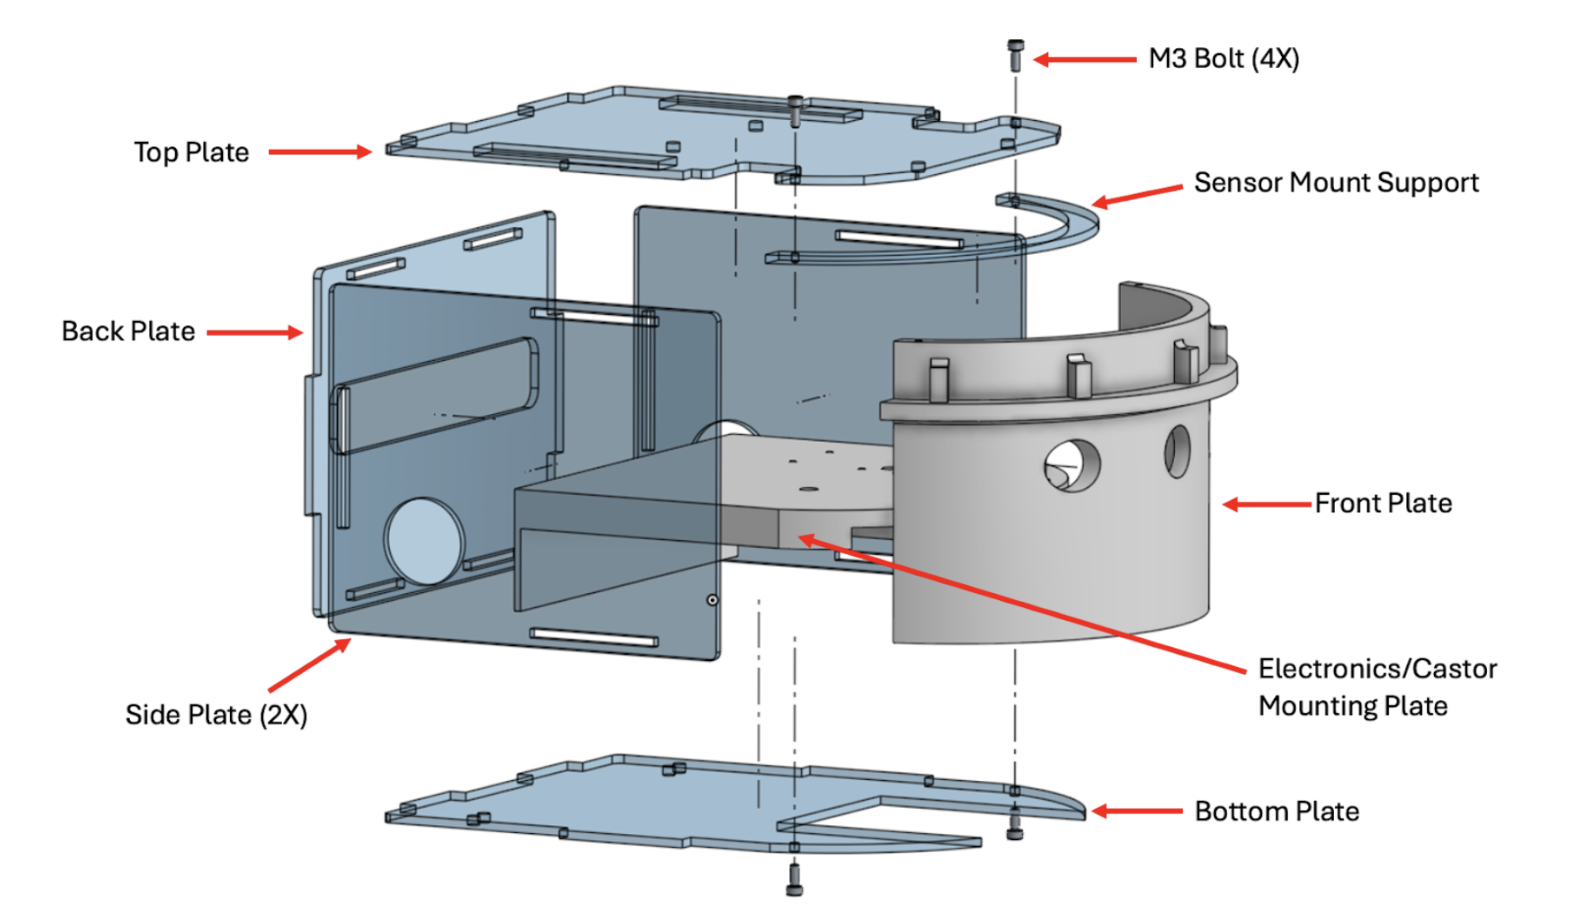 M3 Bolt (4X)
Top Plate
Sensor Mount Support
Back Plate
Front Plate
Electronics/Castor
Mounting Plate
Side Plate (2X)
Bottom Plate